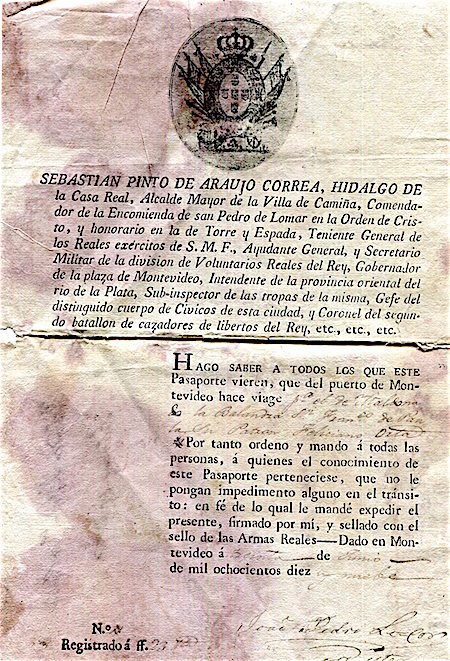 SEBASTIAN PINTO DE ARAUJO CORREA, HIDALGO DE
la Casa Real, Alcalde Mayor de la Villa de Camiña, Comenda-
dor de la Encomienda de san Pedro de Lomar en la Orden de Cris-
to, y honorario en la de Torre y Espada, Teniente General de
los Reales exércitos de S. M. F., Ayudante General, y Secretario
Militar de la division de Voluntarios Reales del Rey, Gobernador
de la plaza de Montevideo, Intendente de la provincia oriental del
rio de la Plata, Sub-inspector de las tropas de la misma, Gefe del
distinguido cuerpo de Cívicos de esta ciudad, y Coronel del segun-
do batallon de cazadores de libertos del Rey, etc., etc., etc.
HAGO SABER A TODOS LOS QUE ESTE
Pasaporte vieren, que del puerto de Mon-
tevideo hace viage
la Balandra
Patron
Por tanto ordeno y mando á todas las
personas, á quienes el conocimiento de
este Pasaporte perteneciese, que no le
pongan impedimento alguno en el tránsi-
to: en fé de lo qual le mandé expedir el
presente, firmado por mí, y sellado con el
sello de las Armas Reales—Dado en Mon-
tevideo á de Junio
de mil ochocientos diez y nueve
N.º
Registrado á ff.
Pedro